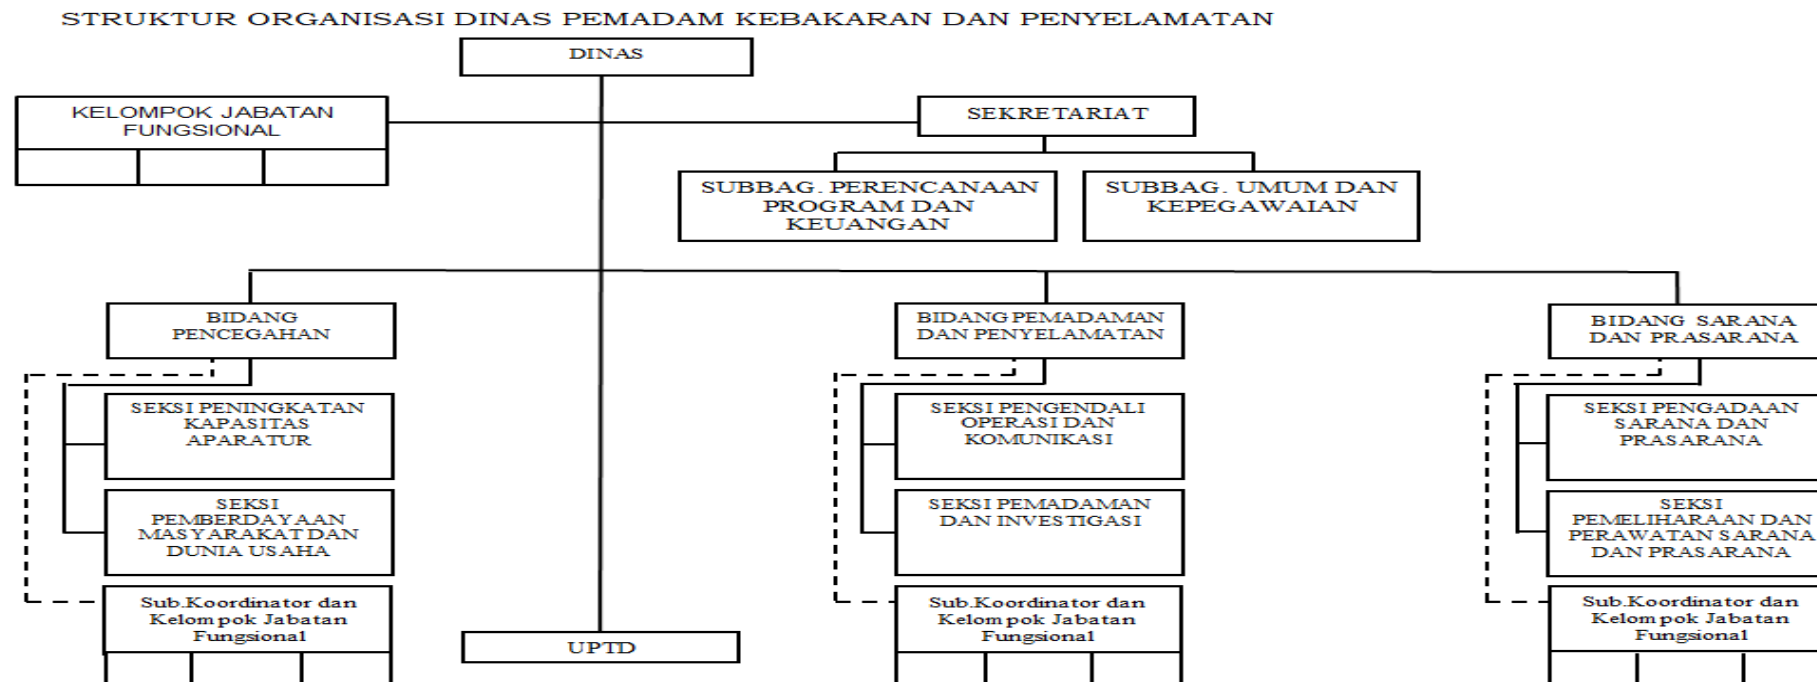 STRUKTUR ORGANISASI DINAS PEMADAM KEBAKARAN DAN PENYELAMATAN
DINAS
KELOMPOK JABATAN
FUNGSIONAL
SEKRETARIAT
SUBBAG. PERENCANAAN
PROGRAM DAN
KEUANGAN
SUBBAG. UMUM DAN
KEPEGAWAIAN
BIDANG
PENCEGAHAN
BIDANG PEMADAMAN
DAN PENYELAMATAN
BIDANG SARANA
DAN PRASARANA
SEKSI PENINGKATAN
KAPASITAS
APARATUR
SEKSI PENGENDALI
OPERASI DAN
KOMUNIKASI
SEKSI PENGADAAN
SARANA DAN
PRASARANA
SEKSI
PEMBERDAYAAN
MASYARAKAT DAN
DUNIA USAHA
SEKSI PEMADAMAN
DAN INVESTIGASI
SEKSI
PEMELIHARAAN DAN
PERAWATAN SARANA
DAN PRASARANA
Sub.Koordinator dan
Kelompok Jabatan
Fungsional
UPTD
Sub.Koordinator dan
Kelompok Jabatan
Fungsional
Sub.Koordinator dan
Kelompok Jabatan
Fungsional